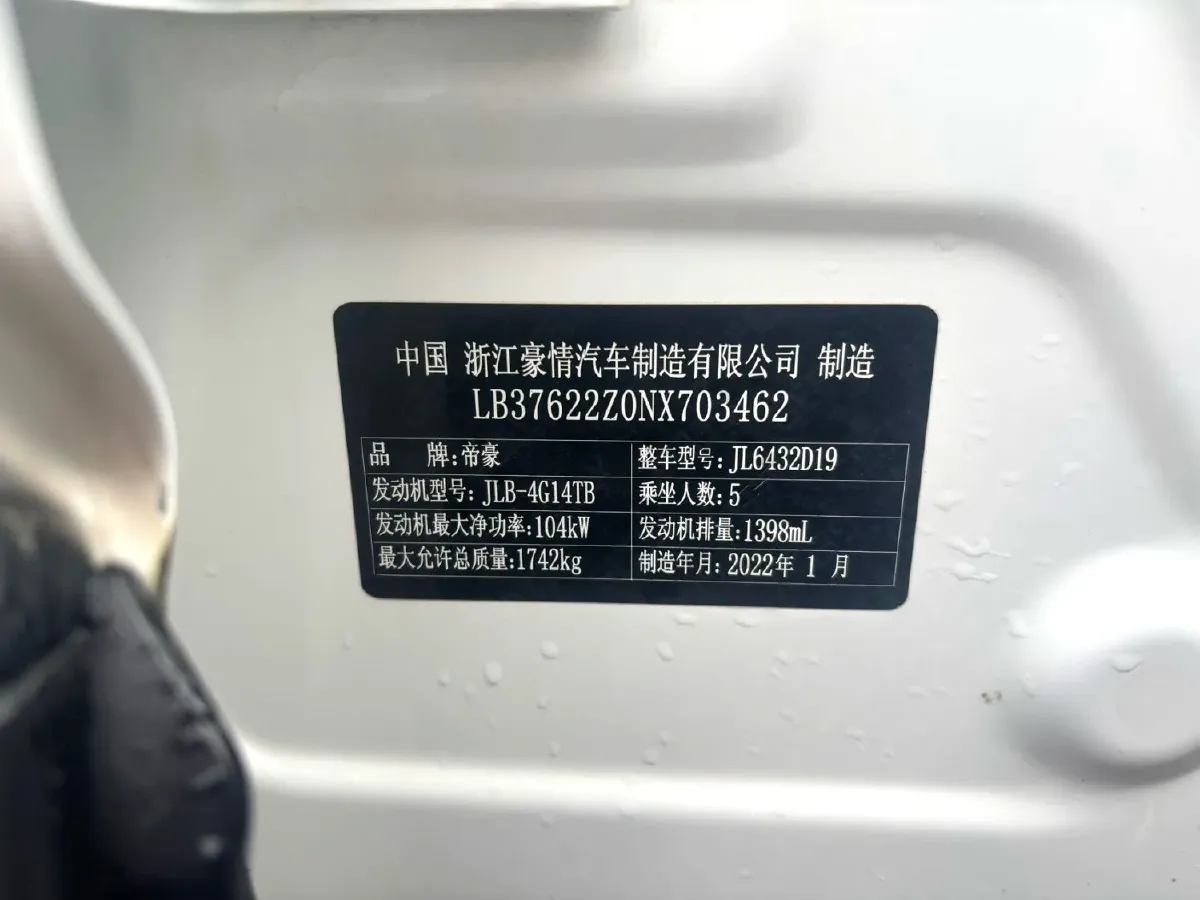 中国 浙江豪情汽车制造有限公司 制造
LB37622Z0NX703462
品 牌:帝豪 整车型号:JL6432D19
发动机型号:JLB-4G14TB 乘坐人数:5
发动机最大净功率:104kW 发动机排量:1398mL
最大允许总质量:1742kg 制造年月:2022年 1 月